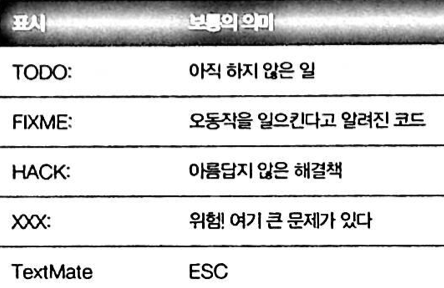 표시 보통의 의미
TODO: 아직 하지 않은 일
FIXME: 오동작을 일으킨다고 알려진 코드
HACK: 아름답지 않은 해결책
XXX: 위험! 여기 큰 문제가 있다
TextMate ESC